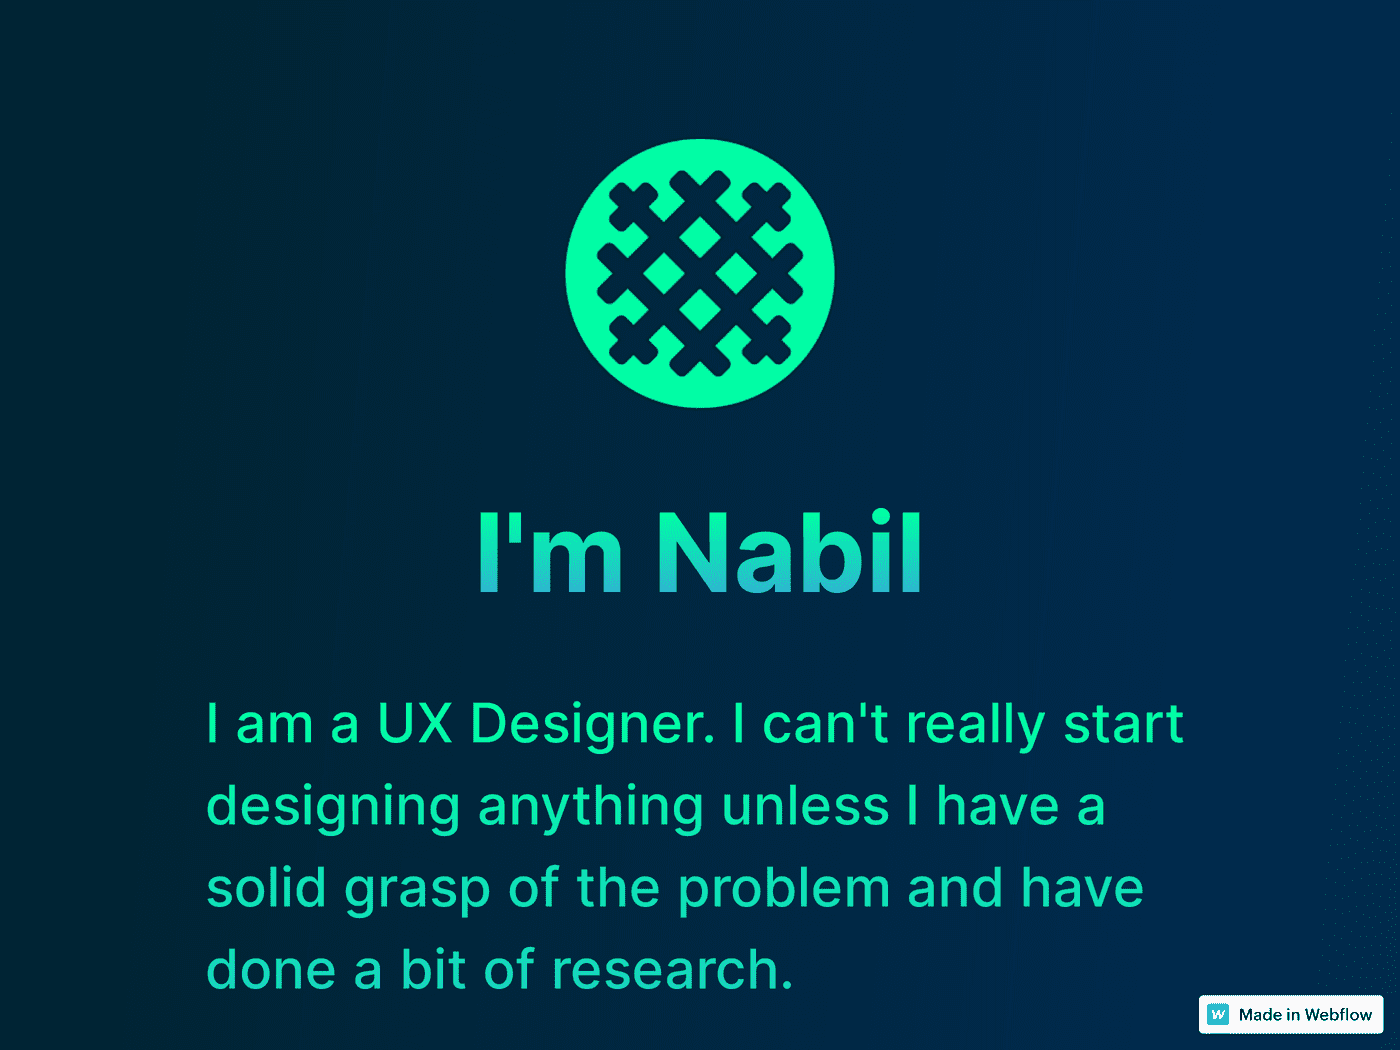 I'm Nabil
I am a UX Designer. I can't really start
designing anything unless I have a
solid grasp of the problem and have
done a bit of research.
W Made in Webflow